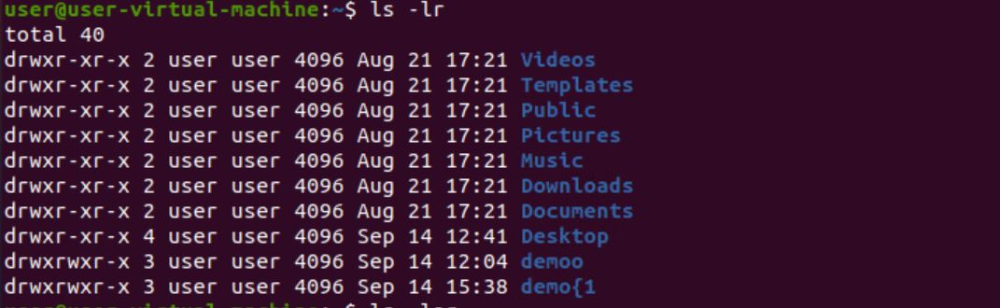 user@user-virtual-machine:~$ ls -lr
total 40
drwxr-xr-x 2 user user 4096 Aug 21 17:21 Videos
drwxr-xr-x 2 user user 4096 Aug 21 17:21 Templates
drwxr-xr-x 2 user user 4096 Aug 21 17:21 Public
drwxr-xr-x 2 user user 4096 Aug 21 17:21 Pictures
drwxr-xr-x 2 user user 4096 Aug 21 17:21 Music
drwxr-xr-x 2 user user 4096 Aug 21 17:21 Downloads
drwxr-xr-x 2 user user 4096 Aug 21 17:21 Documents
drwxr-xr-x 4 user user 4096 Sep 14 12:41 Desktop
drwxrwxr-x 3 user user 4096 Sep 14 12:04 demoo
drwxrwxr-x 3 user user 4096 Sep 14 15:38 demo{1